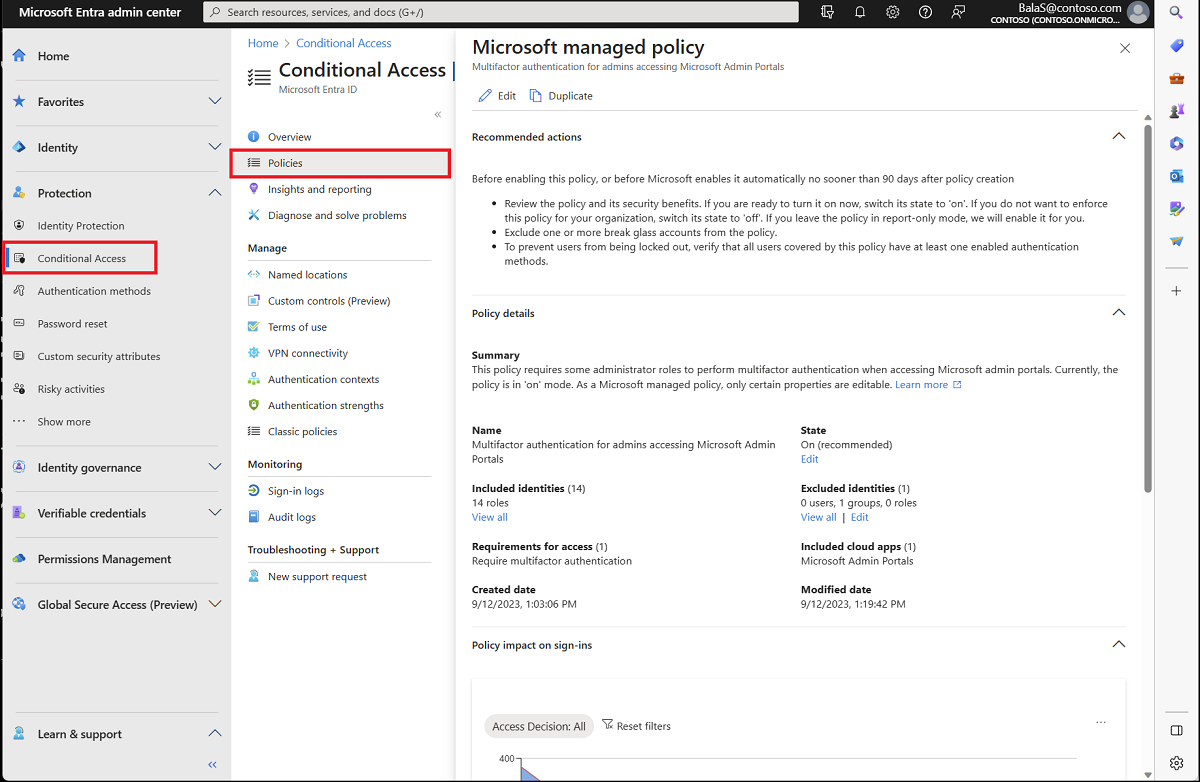 Microsoft Entra admin center
Search resources, services, and docs (G+/)
BalaS@contoso.com
CONTOSO (CONTOSO.ONMICRO...
Home
Favorites
Identity
Protection
Identity Protection
Conditional Access
Authentication methods
Password reset
Custom security attributes
Risky activities
Show more
Identity governance
Verifiable credentials
Permissions Management
Global Secure Access (Preview)
Learn & support
Home > Conditional Access
Conditional Access
Microsoft Entra ID
Overview
Policies
Insights and reporting
Diagnose and solve problems
Manage
Named locations
Custom controls (Preview)
Terms of use
VPN connectivity
Authentication contexts
Authentication strengths
Classic policies
Monitoring
Sign-in logs
Audit logs
Troubleshooting + Support
New support request
Microsoft managed policy
Multifactor authentication for admins accessing Microsoft Admin Portals
Edit Duplicate
Recommended actions
Before enabling this policy, or before Microsoft enables it automatically no sooner than 90 days after policy creation
• Review the policy and its security benefits. If you are ready to turn it on now, switch its state to 'on'. If you do not want to enforce
this policy for your organization, switch its state to 'off'. If you leave the policy in report-only mode, we will enable it for you.
• Exclude one or more break glass accounts from the policy.
• To prevent users from being locked out, verify that all users covered by this policy have at least one enabled authentication
methods.
Policy details
Summary
This policy requires some administrator roles to perform multifactor authentication when accessing Microsoft admin portals. Currently, the
policy is in 'on' mode. As a Microsoft managed policy, only certain properties are editable. Learn more
Name
Multifactor authentication for admins accessing Microsoft Admin
Portals
State
On (recommended)
Edit
Included identities (14)
14 roles
View all
Excluded identities (1)
0 users, 1 groups, 0 roles
View all | Edit
Requirements for access (1)
Require multifactor authentication
Included cloud apps (1)
Microsoft Admin Portals
Created date
9/12/2023, 1:03:06 PM
Modified date
9/12/2023, 1:19:42 PM
Policy impact on sign-ins
Access Decision: All Reset filters
...
400